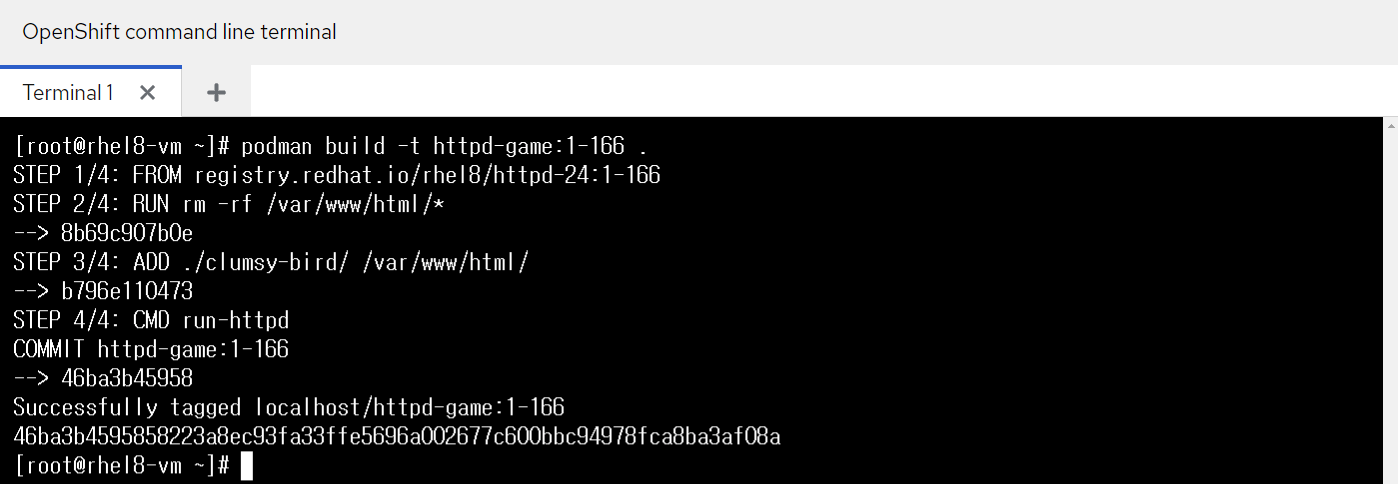 OpenShift command line terminal
Terminal 1
[root@rhel8-vm ~]# podman build -t httpd-game:1-166 .
STEP 1/4: FROM registry.redhat.io/rhel8/httpd-24:1-166
STEP 2/4: RUN rm -rf /var/www/html/*
--> 8b69c907b0e
STEP 3/4: ADD ./clumsy-bird/ /var/www/html/
--> b796e110473
STEP 4/4: CMD run-httpd
COMMIT httpd-game:1-166
--> 46ba3b45958
Successfully tagged localhost/httpd-game:1-166
46ba3b4595858223a8ec93fa33ffe5696a002677c600bbc94978fca8ba3af08a
[root@rhel8-vm ~]#